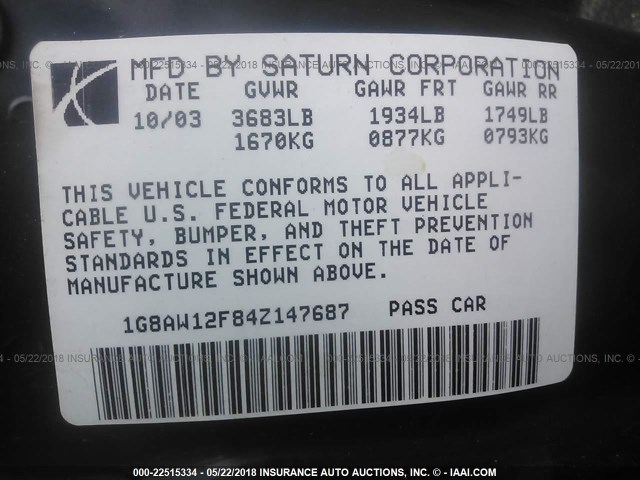 MFD BY SATURN CORPORATION
DATE GVWR GAWR FRT GAWR RR
10/03 3683LB 1934LB 1749LB
1670KG 0877KG 0793KG
THIS VEHICLE CONFORMS TO ALL APPLI-
CABLE U.S. FEDERAL MOTOR VEHICLE
SAFETY, BUMPER, AND THEFT PREVENTION
STANDARDS IN EFFECT ON THE DATE OF
MANUFACTURE SHOWN ABOVE.
1G8AW12F84Z147687 PASS CAR
000-22515334 - 05/22/2018 INSURANCE AUTO AUCTIONS, INC. - © IAAI.COM